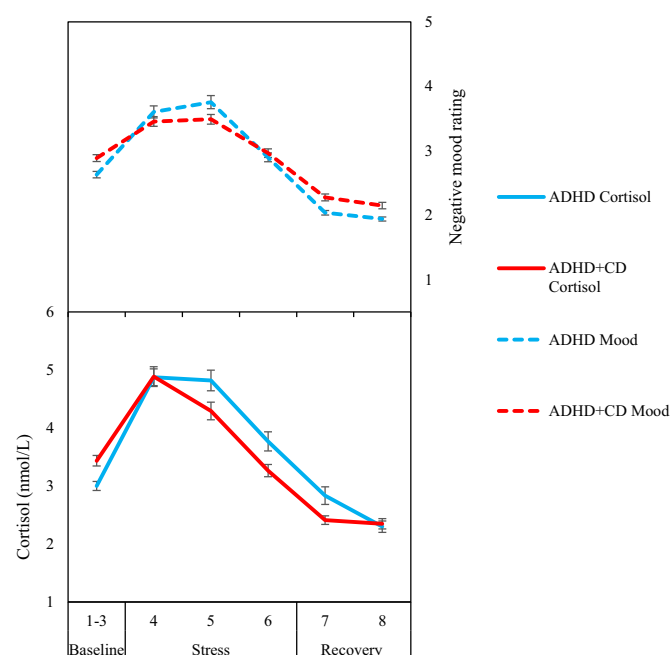 5
4
3
2
1
Negative mood rating
ADHD Cortisol
ADHD+CD
Cortisol
ADHD Mood
ADHD+CD Mood
6
5
4
3
2
1
Cortisol (nmol/L)
1-3 4 5 6 7 8
Baseline Stress Recovery